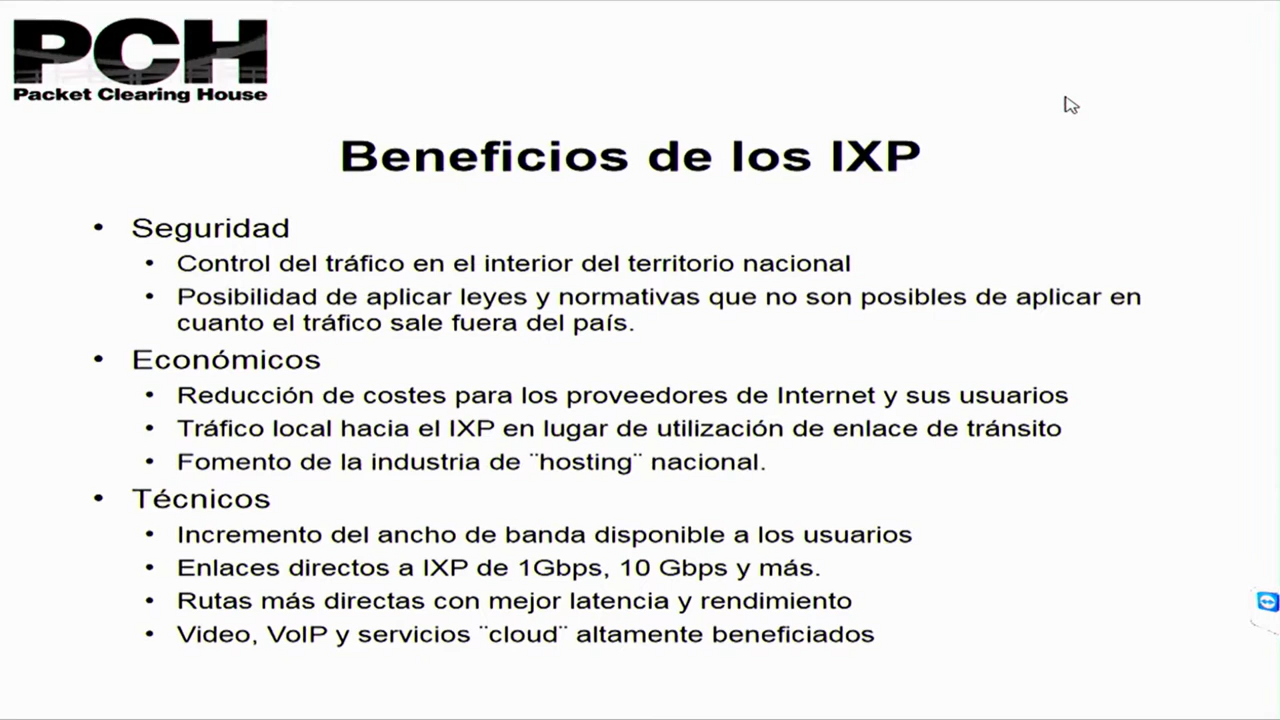 PCH
Packet Clearing House
Beneficios de los IXP
• Seguridad
• Control del tráfico en el interior del territorio nacional
• Posibilidad de aplicar leyes y normativas que no son posibles de aplicar en
cuanto el tráfico sale fuera del país.
• Económicos
• Reducción de costes para los proveedores de Internet y sus usuarios
• Tráfico local hacia el IXP en lugar de utilización de enlace de tránsito
• Fomento de la industria de ¨hosting¨ nacional.
• Técnicos
• Incremento del ancho de banda disponible a los usuarios
• Enlaces directos a IXP de 1Gbps, 10 Gbps y más.
• Rutas más directas con mejor latencia y rendimiento
• Video, VoIP y servicios ¨cloud¨ altamente beneficiados